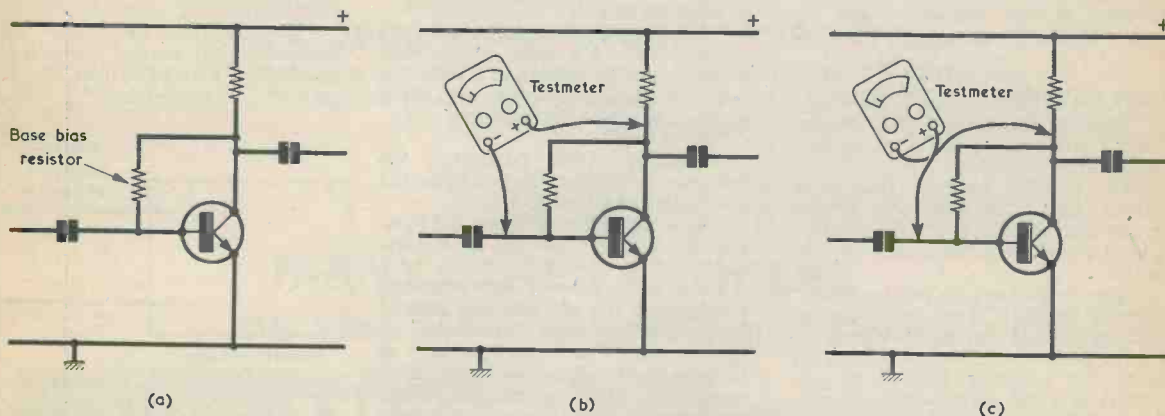 +
+
+
Testmeter
Testmeter
Base bias
resistor
- +
- +
(a)
(b)
(c)